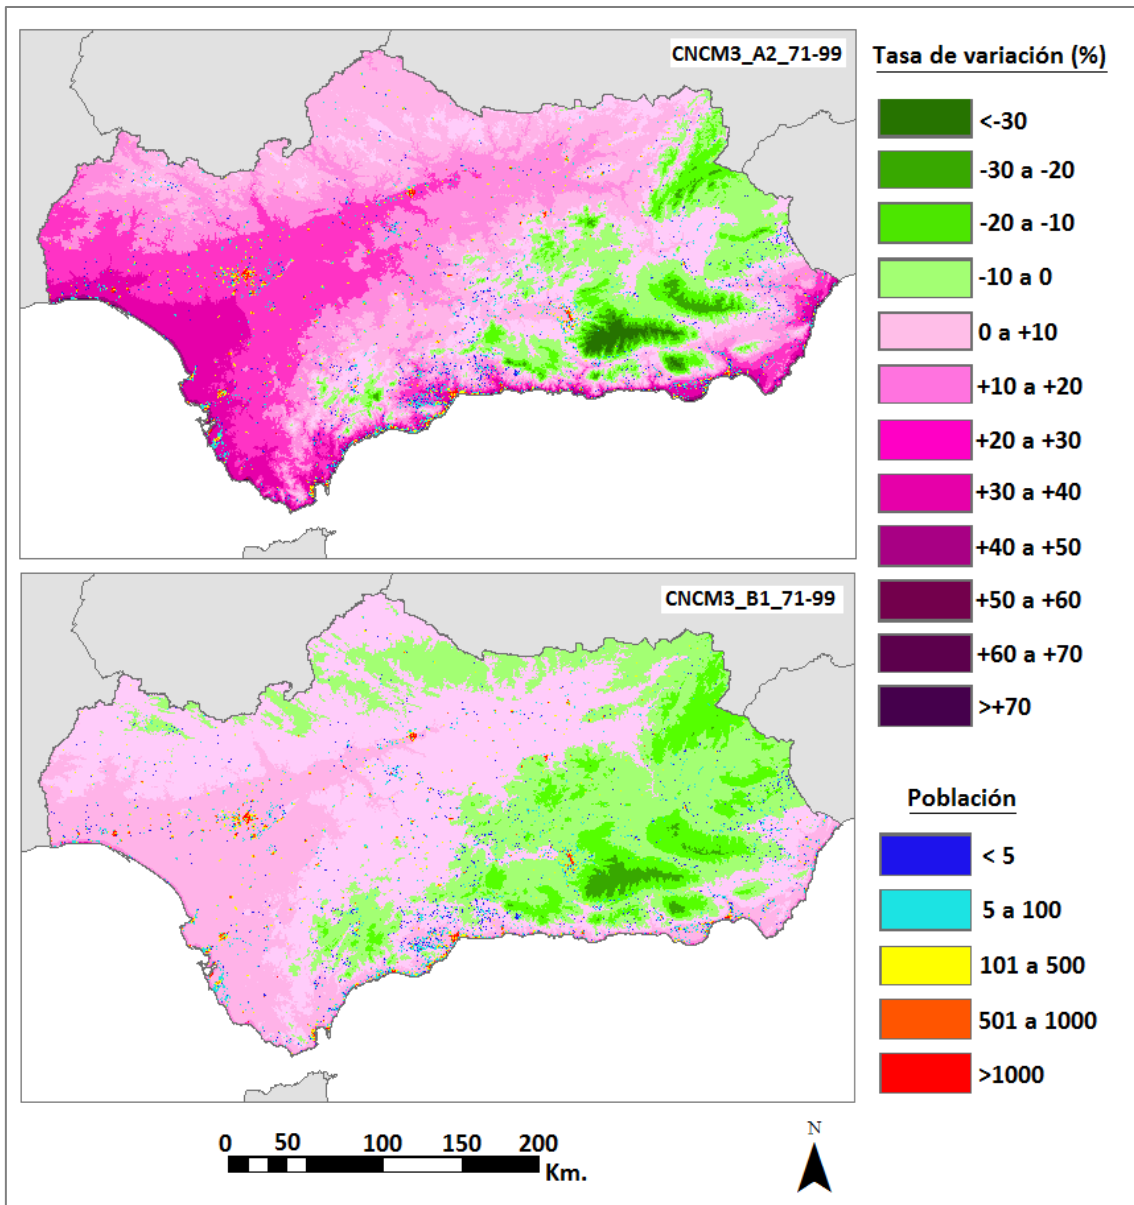 CNCM3_A2_71-99
Tasa de variación (%)
<-30
-30 a -20
-20 a -10
-10 a 0
0 a +10
+10 a +20
+20 a +30
+30 a +40
+40 a +50
+50 a +60
+60 a +70
>+70
CNCM3_B1_71-99
Población
< 5
5 a 100
101 a 500
501 a 1000
>1000
0 50 100 150 200
Km.
N